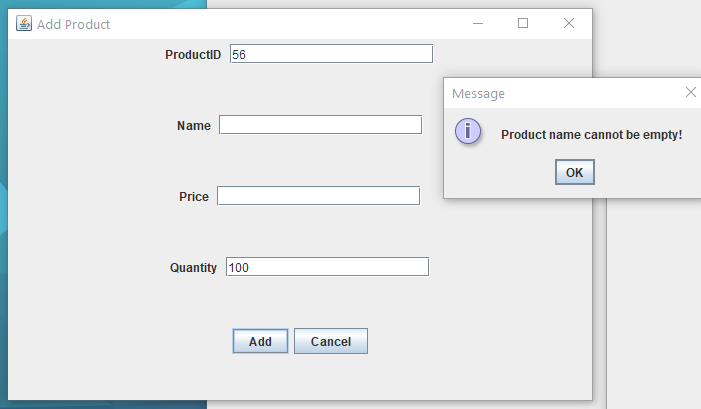 Add Product
ProductID 56
Message
Product name cannot be empty!
Name
OK
Price
Quantity 100
Add Cancel